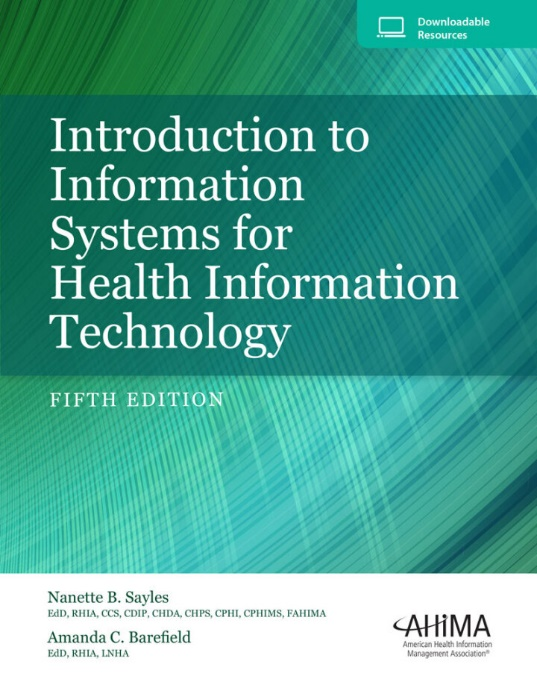 Downloadable
Resources
Introduction to
Information
Systems for
Health Information
Technology
FIFTH EDITION
Nanette B. Sayles
EdD, RHIA, CCS, CDIP, CHDA, CHPS, CPHI, CPHIMS, FAHIMA
Amanda C. Barefield
EdD, RHIA, LNHA
AHiMA
American Health Information
Management Association®